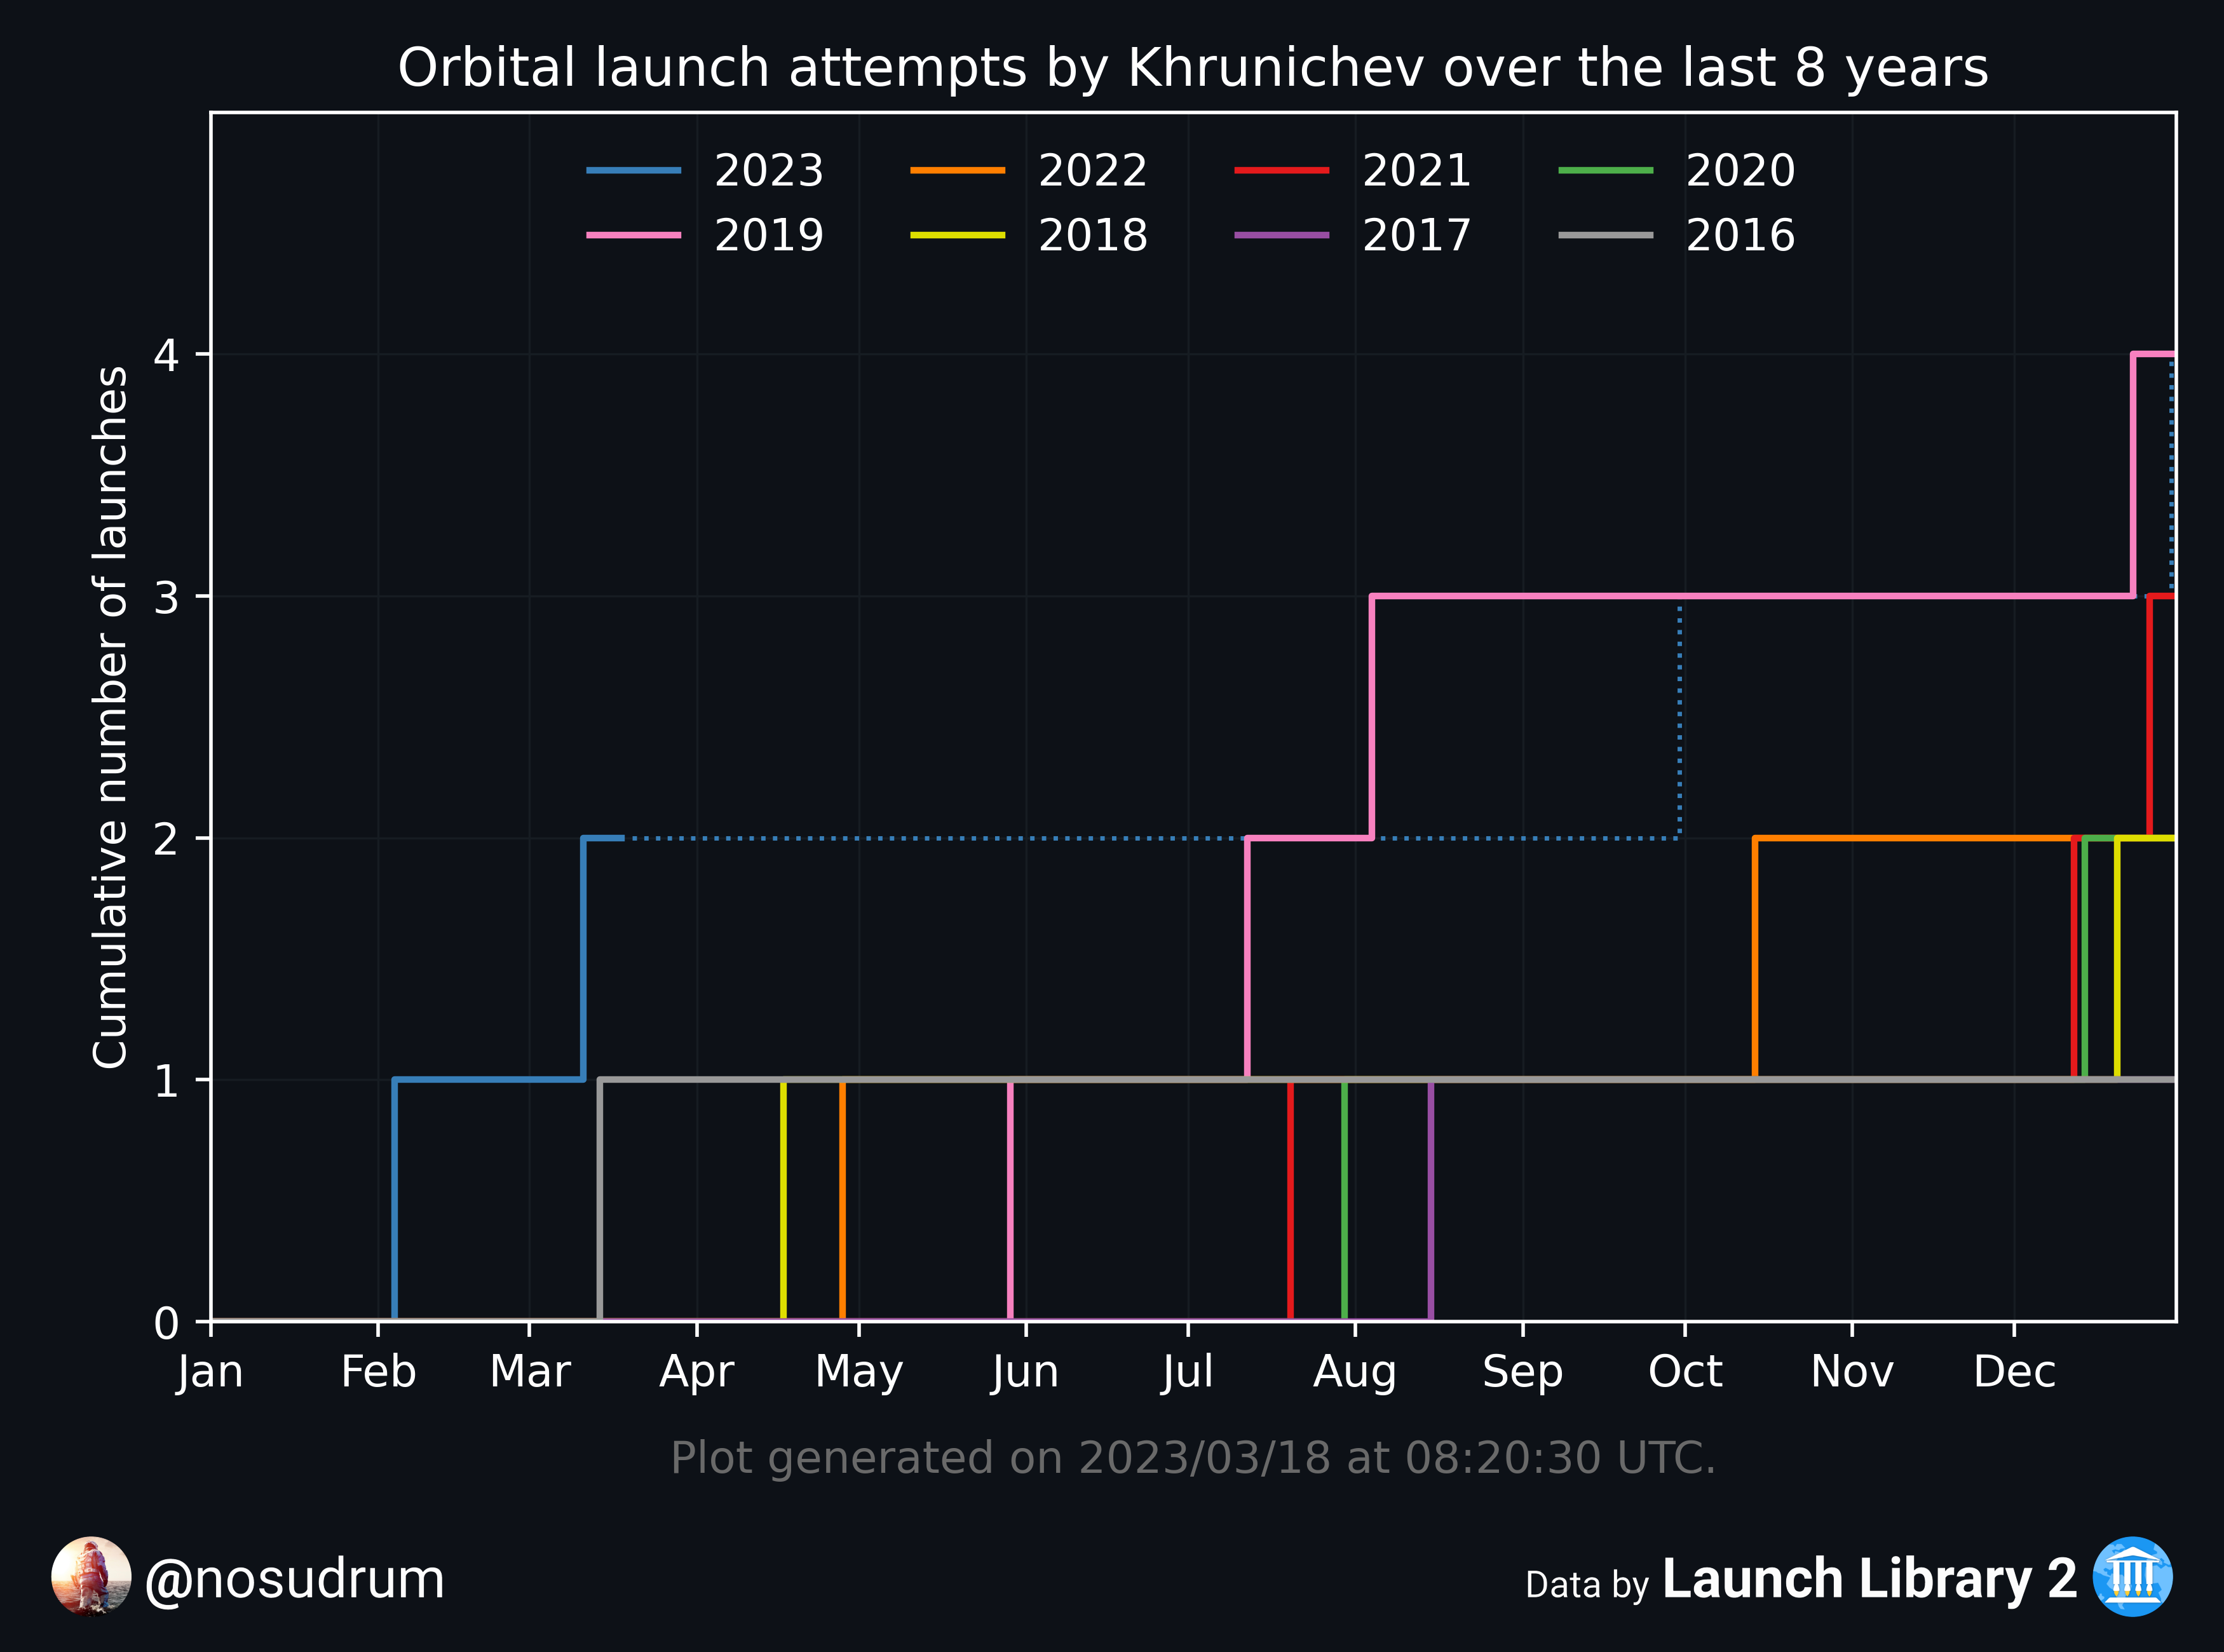 Orbital launch attempts by Khrunichev over the last 8 years
2023 2022 2021 2020
2019 2018 2017 2016
Cumulative number of launches
4
3
2
1
0
Jan Feb Mar Apr May Jun Jul Aug Sep Oct Nov Dec
Plot generated on 2023/03/18 at 08:20:30 UTC.
@nosudrum
Data by Launch Library 2